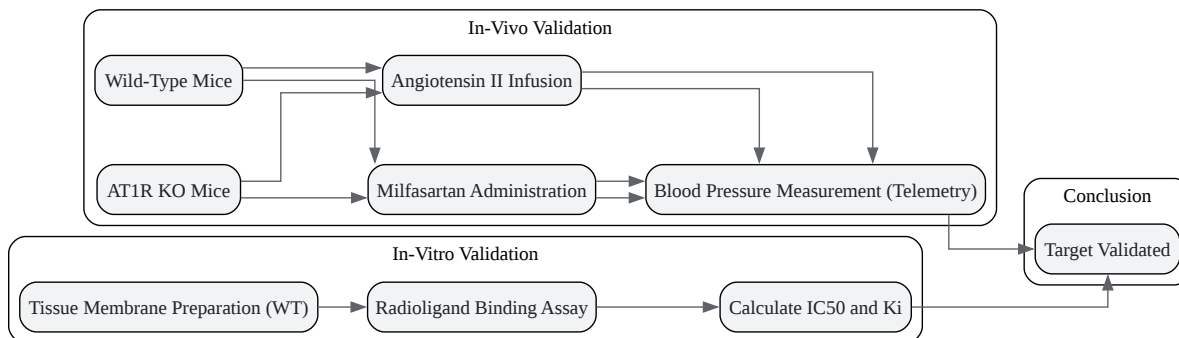 In-Vivo Validation
Wild-Type Mice
Angiotensin II Infusion
AT1R KO Mice
Milfasartan Administration
Blood Pressure Measurement (Telemetry)
Conclusion
Target Validated
In-Vitro Validation
Tissue Membrane Preparation (WT)
Radioligand Binding Assay
Calculate IC50 and Ki